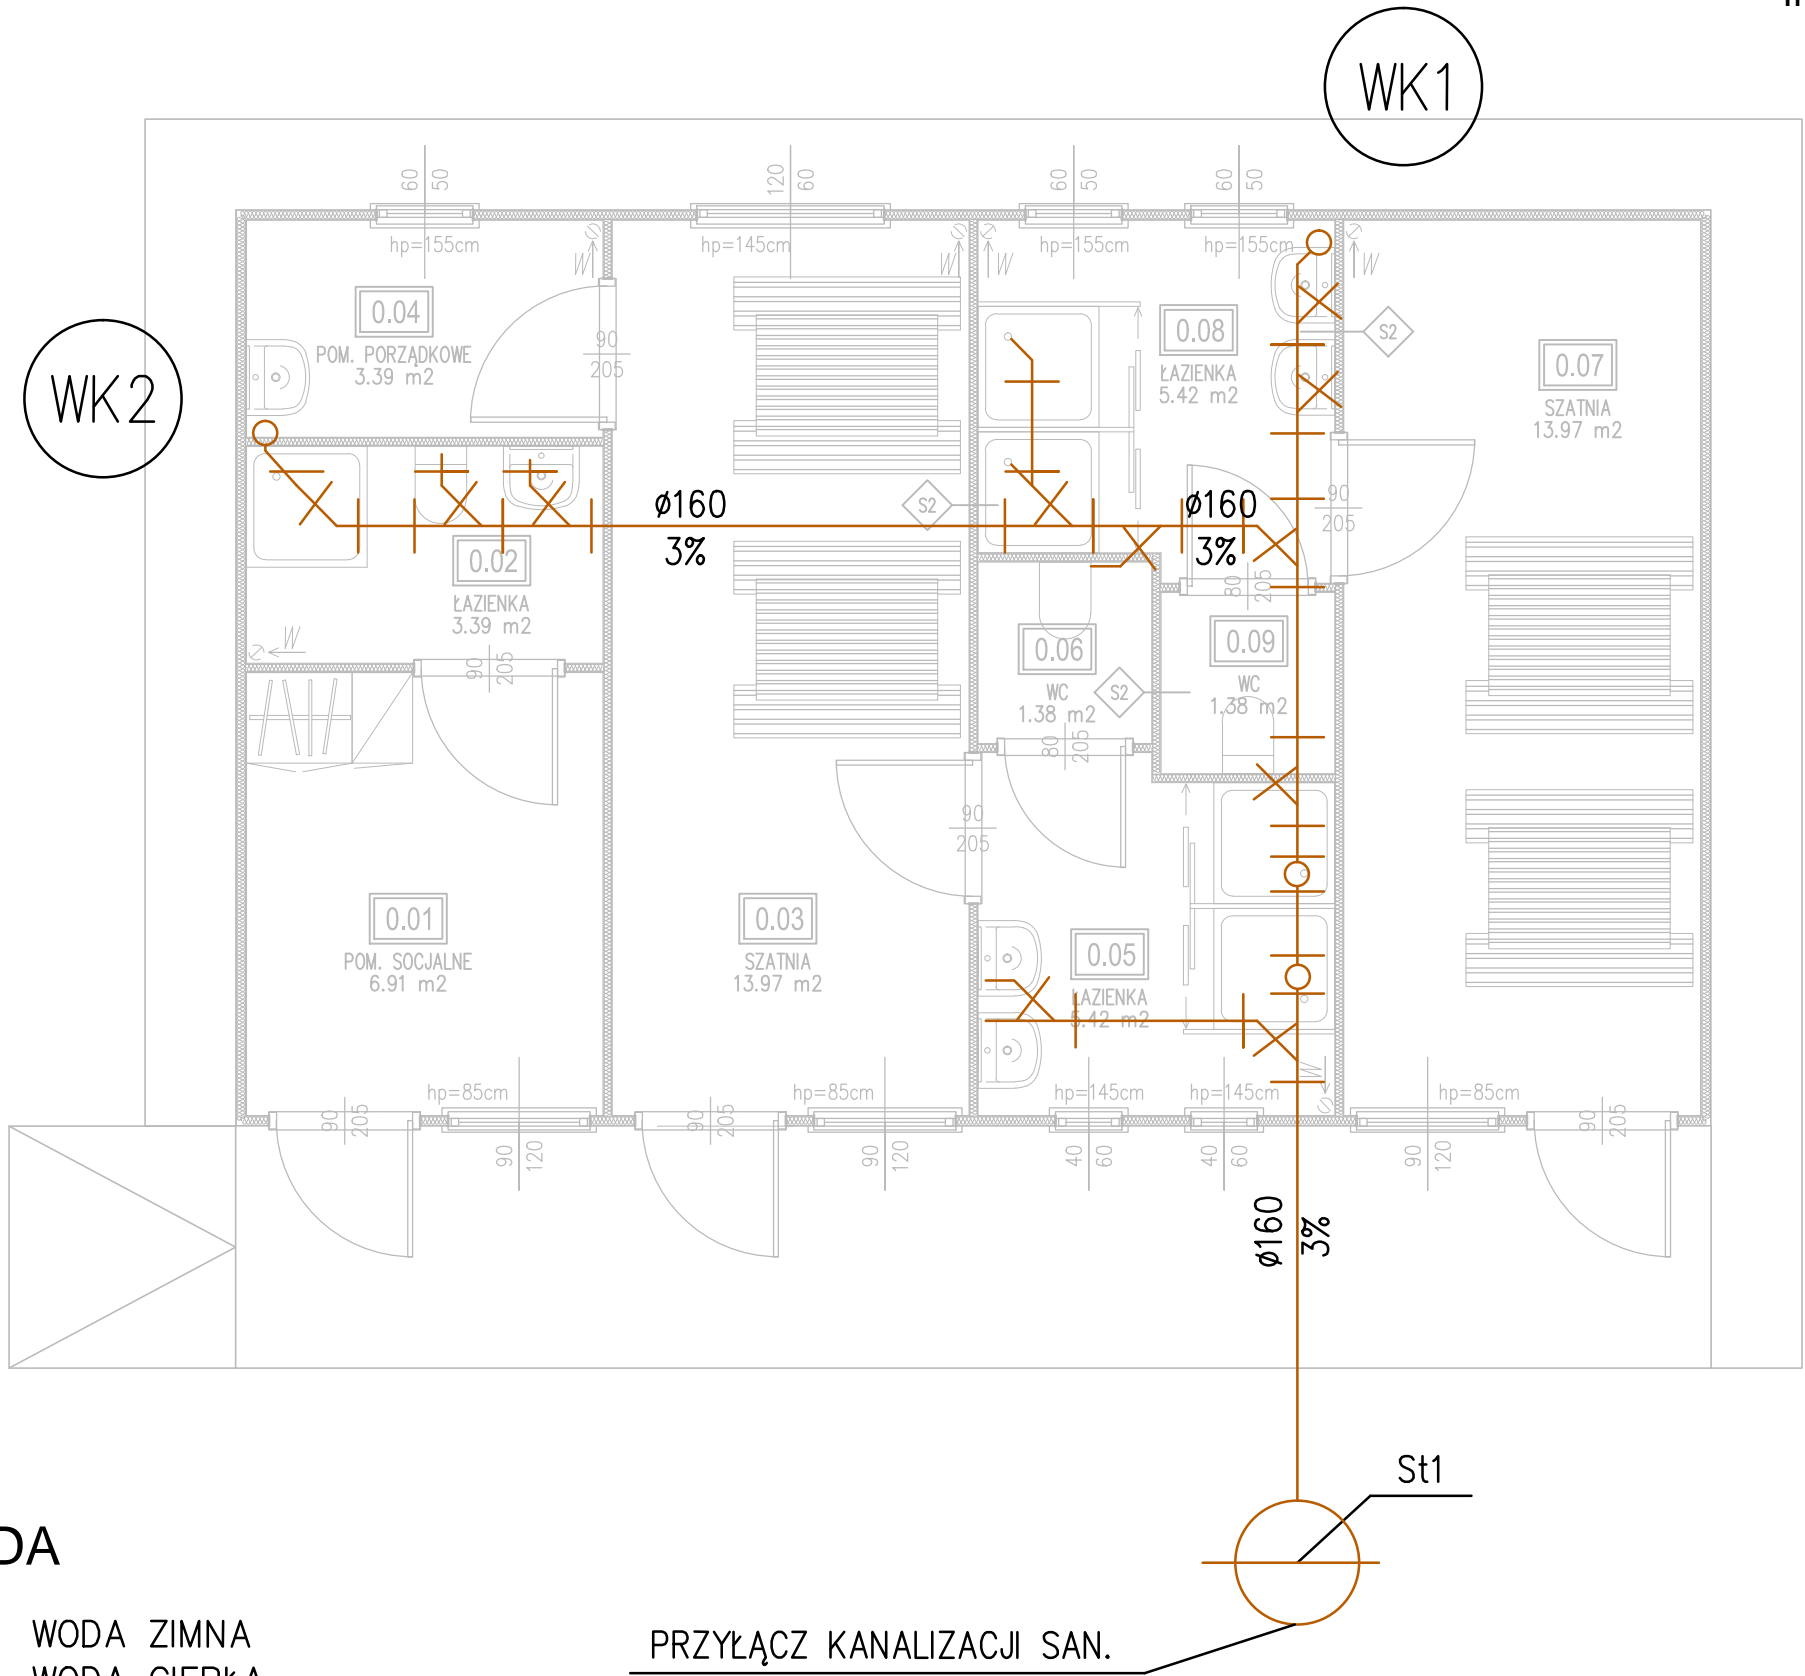 WK1
60 50
120 60
60 50
60 50
hp=155cm
hp=145cm
hp=155cm
hp=155cm
W
W
W
W
0.04
POM. PORZĄDKOWE
3.39 m2
90
205
0.08
ŁAZIENKA
5.42 m2
S2
0.07
SZATNIA
13.97 m2
WK2
ø160
3%
S2
ø160
3%
90
205
0.02
ŁAZIENKA
3.39 m2
W
90 205
80 205
0.06
WC
1.38 m2
S2
0.09
WC
1.38 m2
80 205
90
205
0.01
POM. SOCJALNE
6.91 m2
0.03
SZATNIA
13.97 m2
0.05
ŁAZIENKA
5.42 m2
W
hp=85cm
hp=85cm
hp=145cm
hp=145cm
hp=85cm
90 205
90 120
90 205
90 120
40 60
40 60
90 120
90 205
ø160
3%
St1
DA
WODA ZIMNA
WODA CIEPŁA
PRZYŁĄCZ KANALIZACJI SAN.